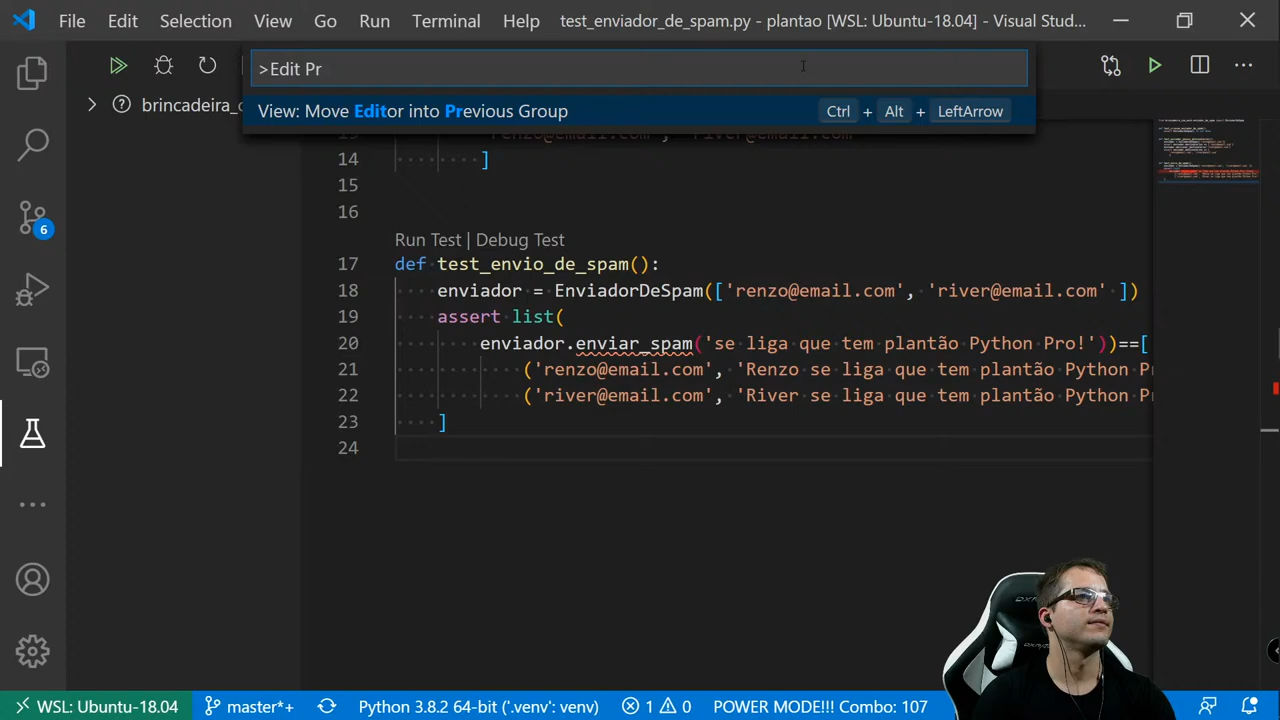 File Edit Selection View Go Run Terminal Help test_enviador_de_spam.py - plantao [WSL: Ubuntu-18.04] - Visual Stud...
>Edit Pr
brincadeira_
View: Move Editor into Previous Group Ctrl + Alt + LeftArrow
14 ]
15
16
Run Test | Debug Test
17 def test_envio_de_spam():
18 enviador = EnviadorDeSpam(['renzo@email.com', 'river@email.com' ])
19 assert list(
20 enviador.enviar_spam('se liga que tem plantão Python Pro!'))==[
21 ('renzo@email.com', 'Renzo se liga que tem plantão Python Pr
22 ('river@email.com', 'River se liga que tem plantão Python Pr
23 ]
24
6
WSL: Ubuntu-18.04 master*+ Python 3.8.2 64-bit ('.venv': venv) 1 0 POWER MODE!!! Combo: 107